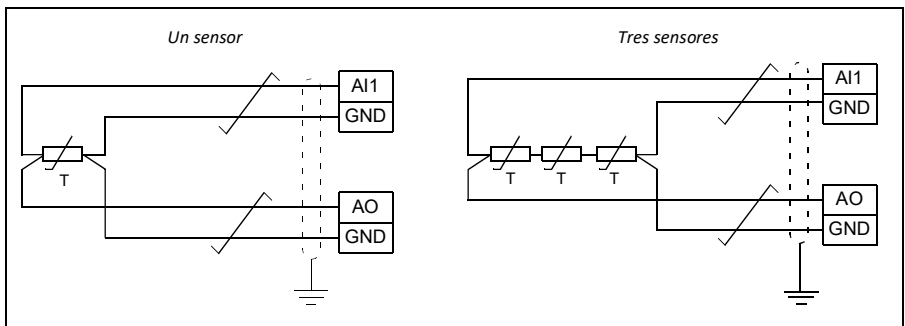 Un sensor
AI1
GND
T
AO
GND
Tres sensores
AI1
GND
T T T
AO
GND